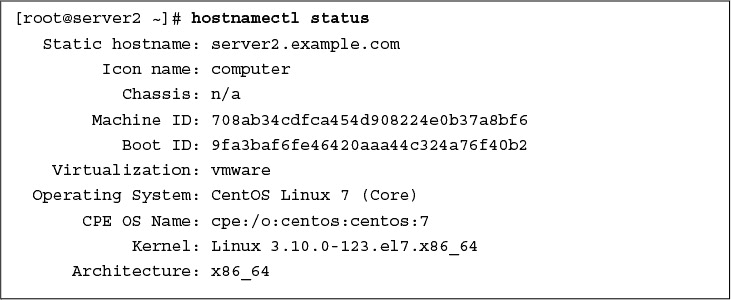 [root@server2 ~]# hostnamectl status
Static hostname: server2.example.com
Icon name: computer
Chassis: n/a
Machine ID: 708ab34cdfca454d908224e0b37a8bf6
Boot ID: 9fa3baf6fe46420aaa44c324a76f40b2
Virtualization: vmware
Operating System: CentOS Linux 7 (Core)
CPE OS Name: cpe:/o:centos:centos:7
Kernel: Linux 3.10.0-123.el7.x86_64
Architecture: x86_64